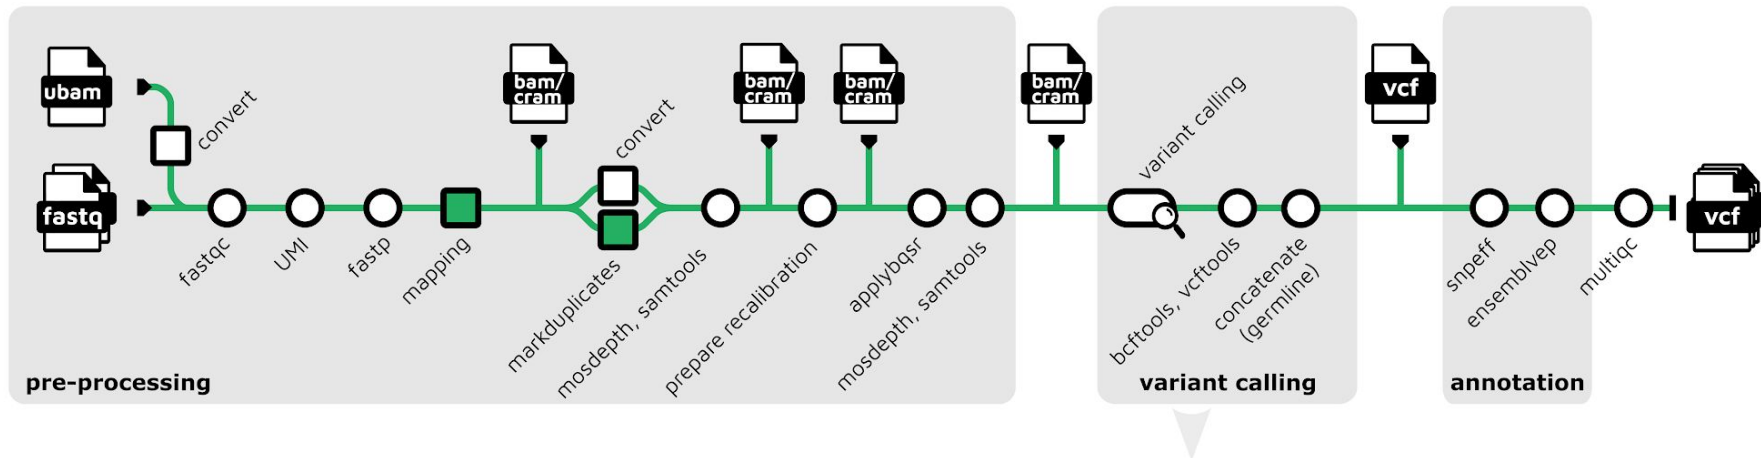 ubam
convert
fastq
fastqc
UMI
fastp
mapping
bam/
cram
convert
markduplicates
mosdepth, samtools
bam/
cram
prepare recalibration
bam/
cram
applybqsr
mosdepth, samtools
pre-processing
bam/
cram
variant calling
bcftools, vcftools
concatenate
(germline)
variant calling
vcf
snpeff
ensemblvep
annotation
multiqc
vcf